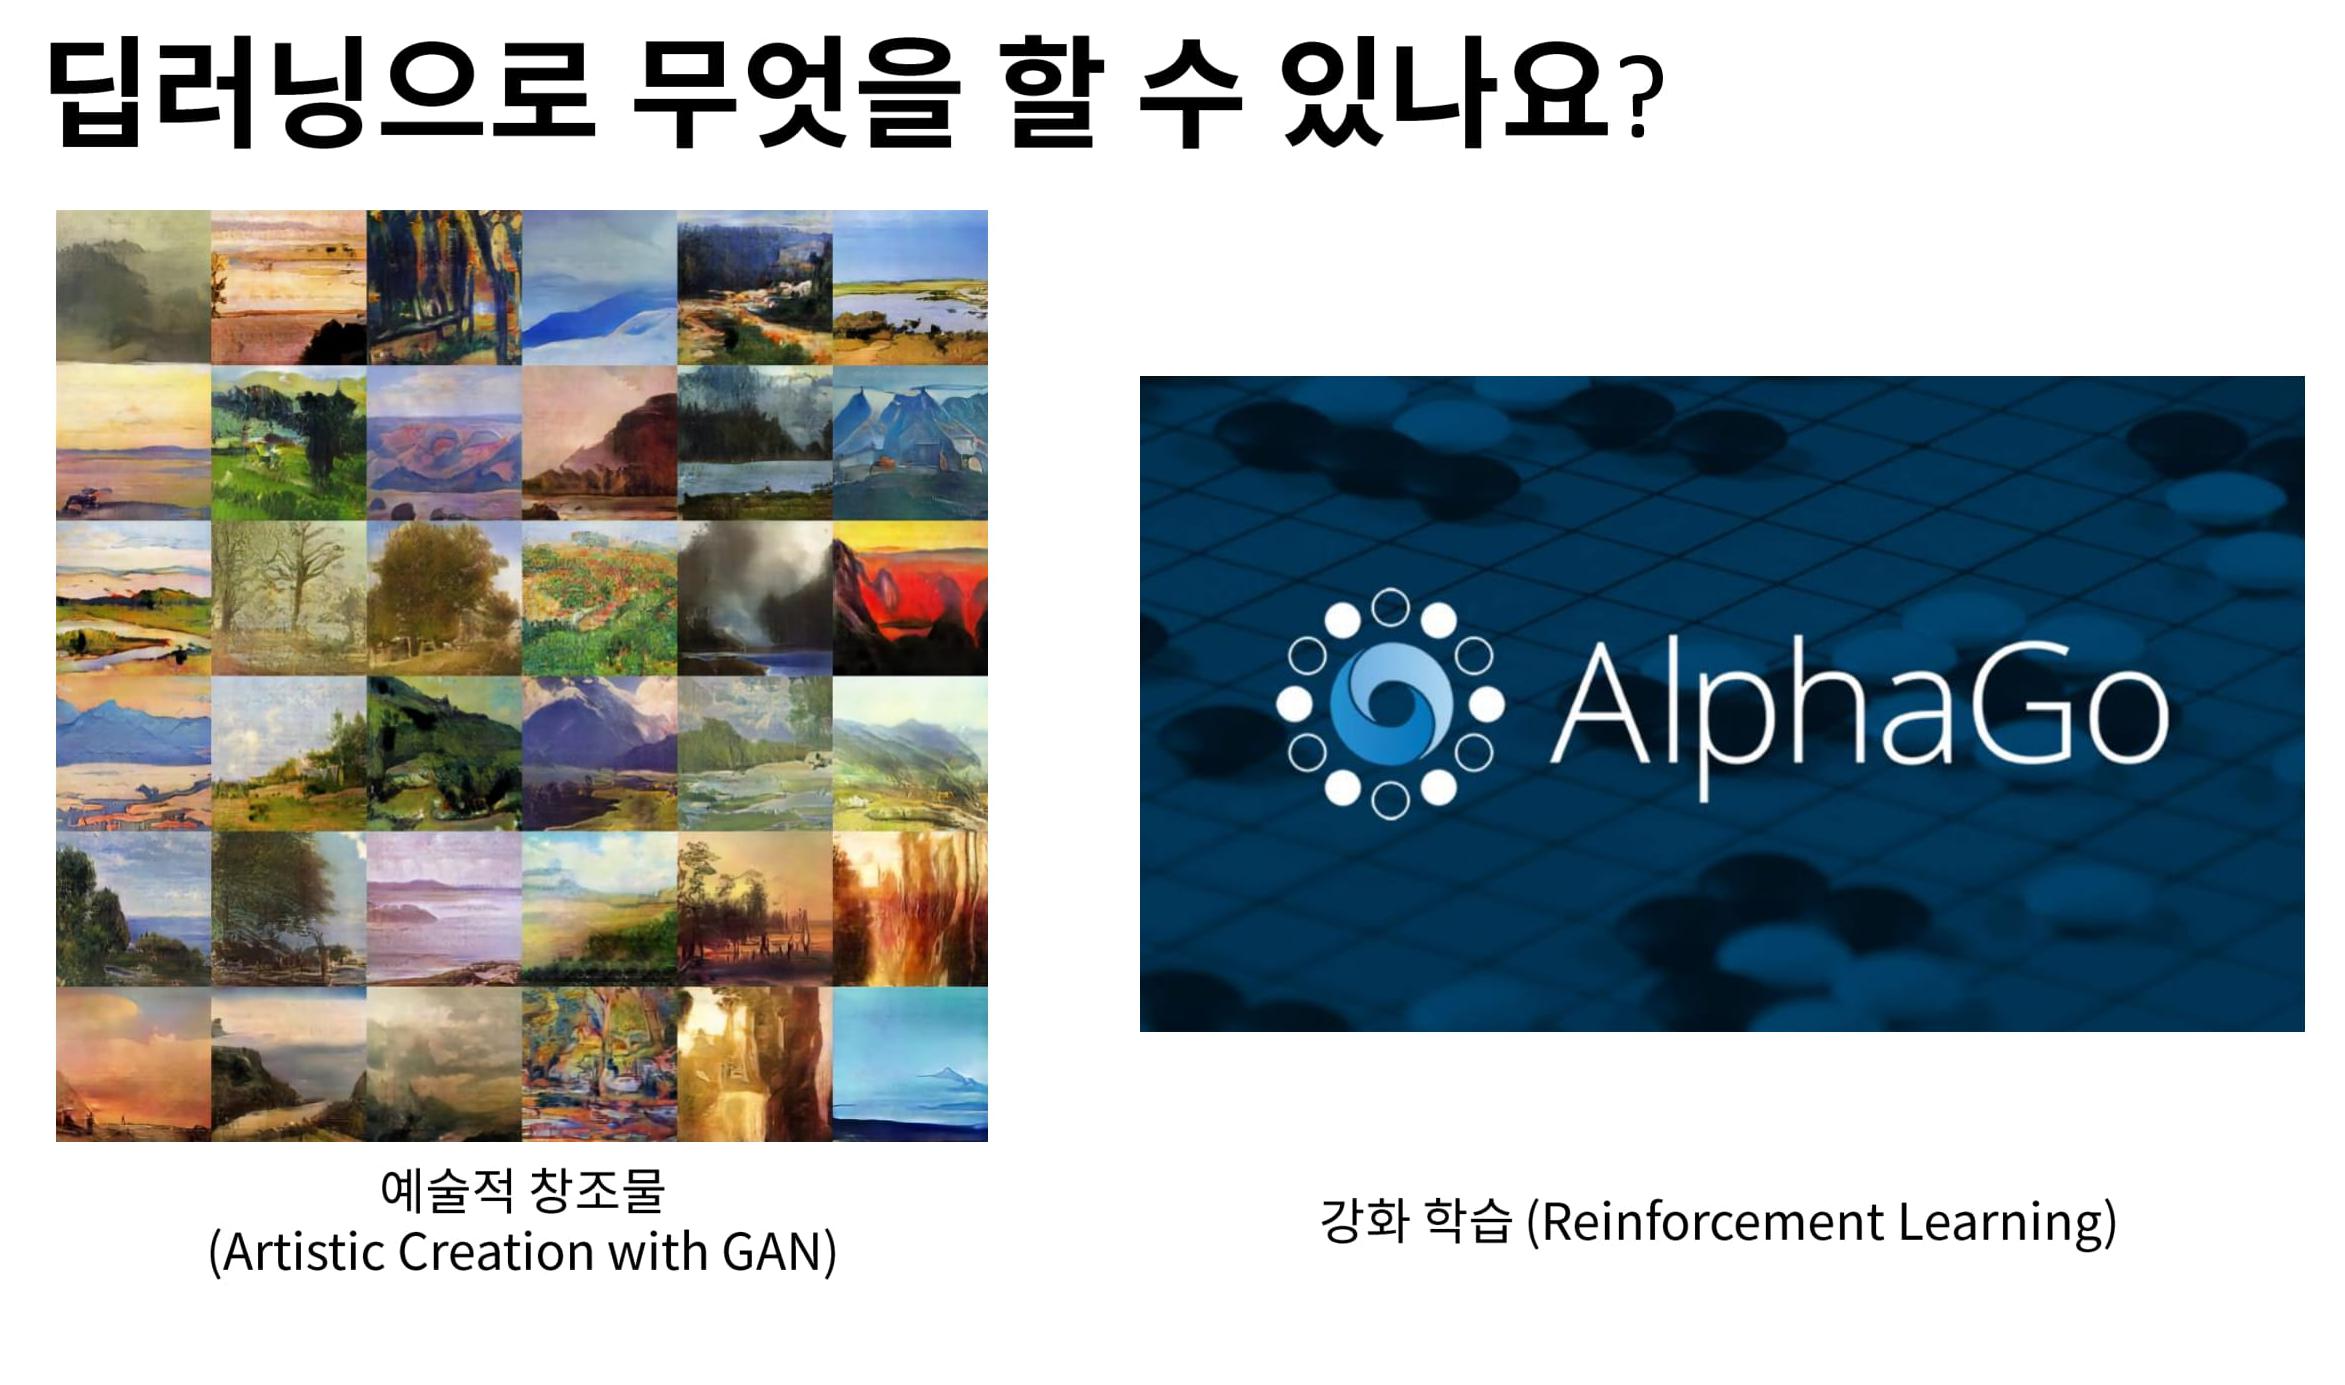 딥러닝으로 무엇을 할 수 있나요?
AlphaGo
예술적 창조물
(Artistic Creation with GAN)
강화 학습 (Reinforcement Learning)